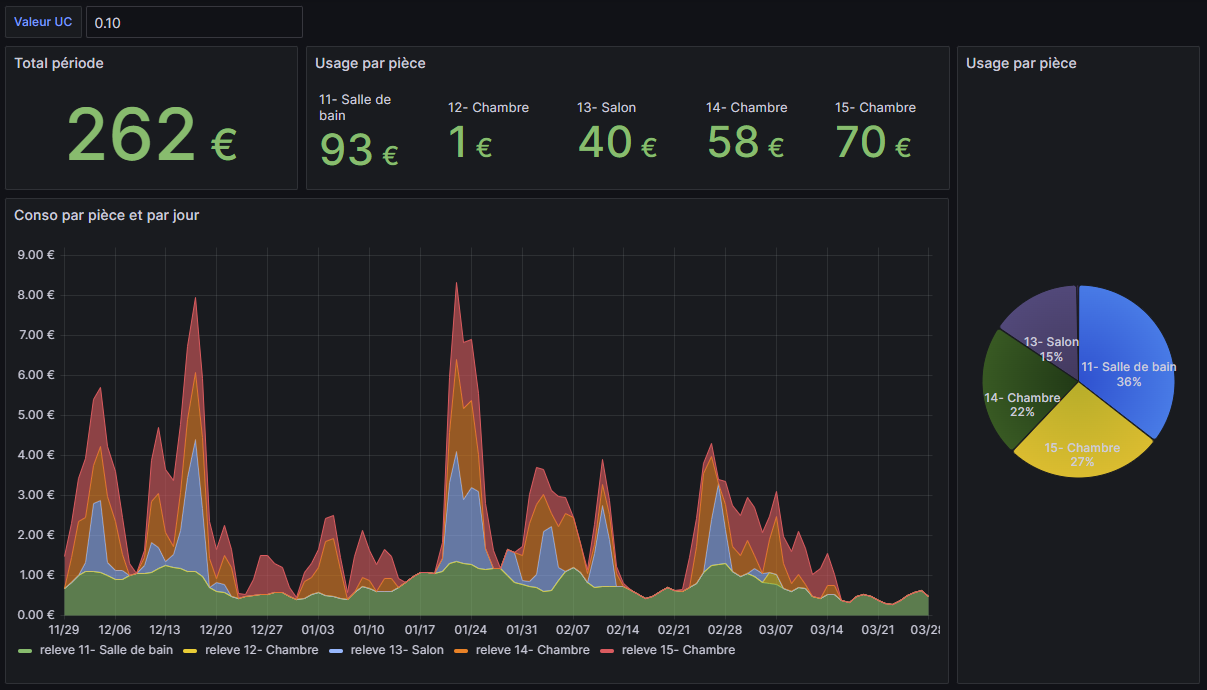 Valeur UC 0.10
Total période
262 €
Usage par pièce
11- Salle de
bain
93 €
12- Chambre
1 €
13- Salon
40 €
14- Chambre
58 €
15- Chambre
70 €
Usage par pièce
13- Salon
15%
11- Salle de bain
36%
14- Chambre
22%
15- Chambre
27%
Conso par pièce et par jour
9.00 €
8.00 €
7.00 €
6.00 €
5.00 €
4.00 €
3.00 €
2.00 €
1.00 €
0.00 €
11/29 12/06 12/13 12/20 12/27 01/03 01/10 01/17 01/24 01/31 02/07 02/14 02/21 02/28 03/07 03/14 03/21 03/28
releve 11- Salle de bain releve 12- Chambre releve 13- Salon releve 14- Chambre releve 15- Chambre